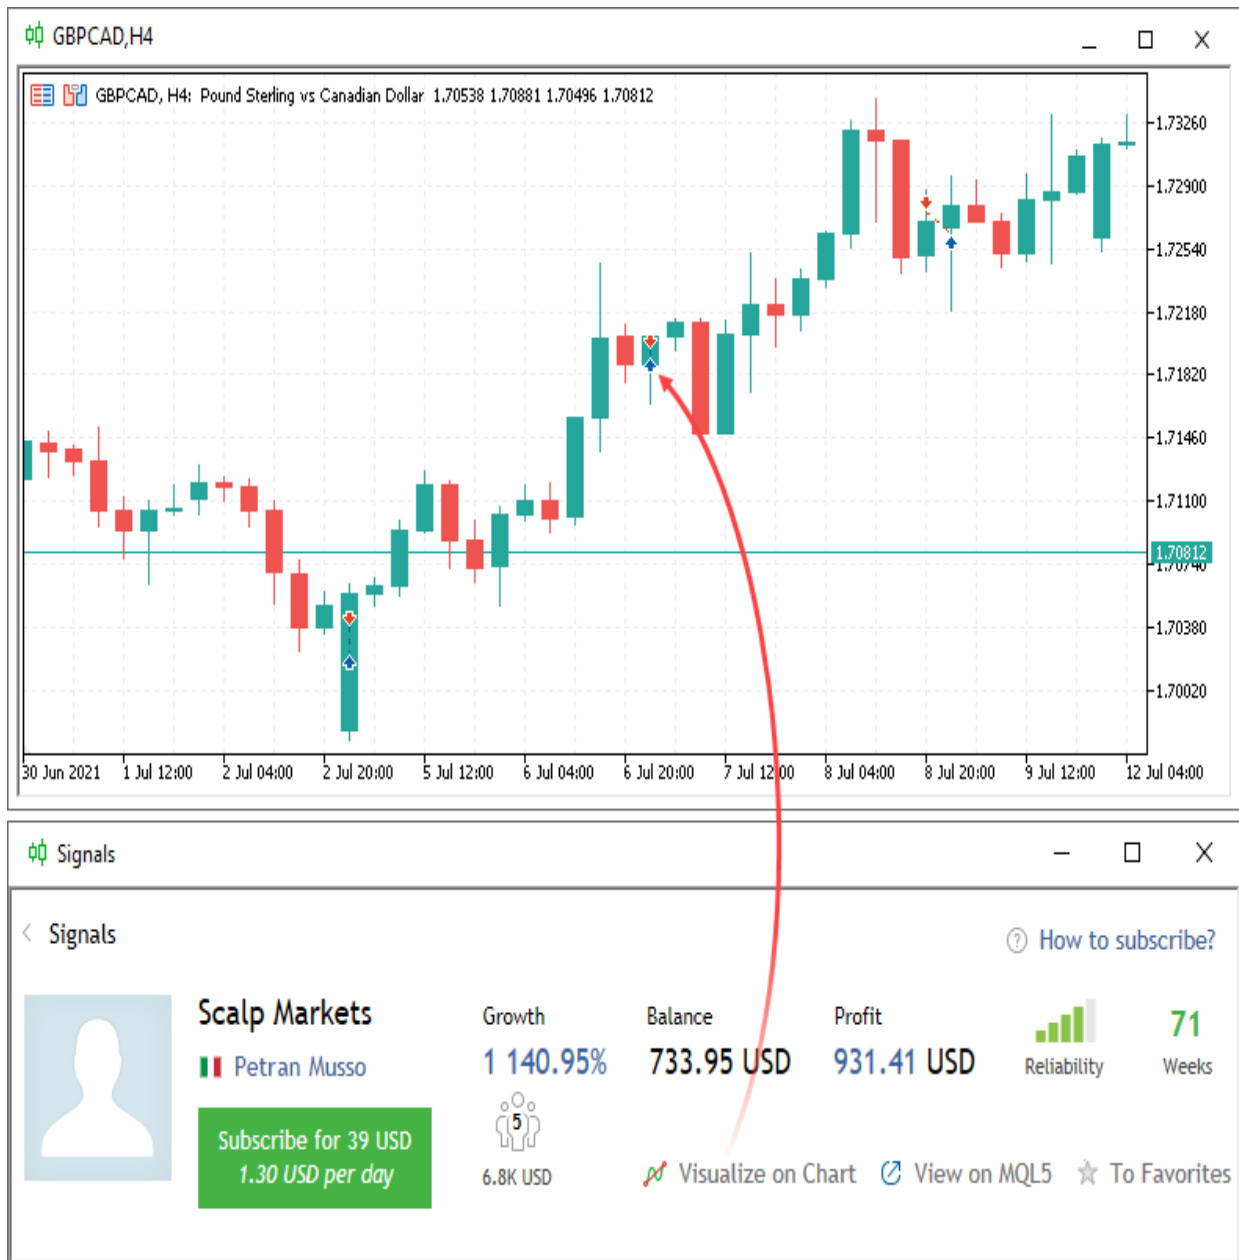 GBPCAD,H4
GBPCAD, H4: Pound Sterling vs Canadian Dollar 1.70538 1.70881 1.70496 1.70812
1.73260
1.72900
1.72540
1.72180
1.71820
1.71460
1.71100
1.70812
1.70740
1.70380
1.70020
30 Jun 2021 1 Jul 12:00 2 Jul 04:00 2 Jul 20:00 5 Jul 12:00 6 Jul 04:00 6 Jul 20:00 7 Jul 12:00 8 Jul 04:00 8 Jul 20:00 9 Jul 12:00 12 Jul 04:00
Signals
Signals
How to subscribe?
Scalp Markets
Petran Musso
Subscribe for 39 USD
1.30 USD per day
Growth
1 140.95%
5
6.8K USD
Balance
733.95 USD
Profit
931.41 USD
Reliability
71
Weeks
Visualize on Chart View on MQL5 To Favorites